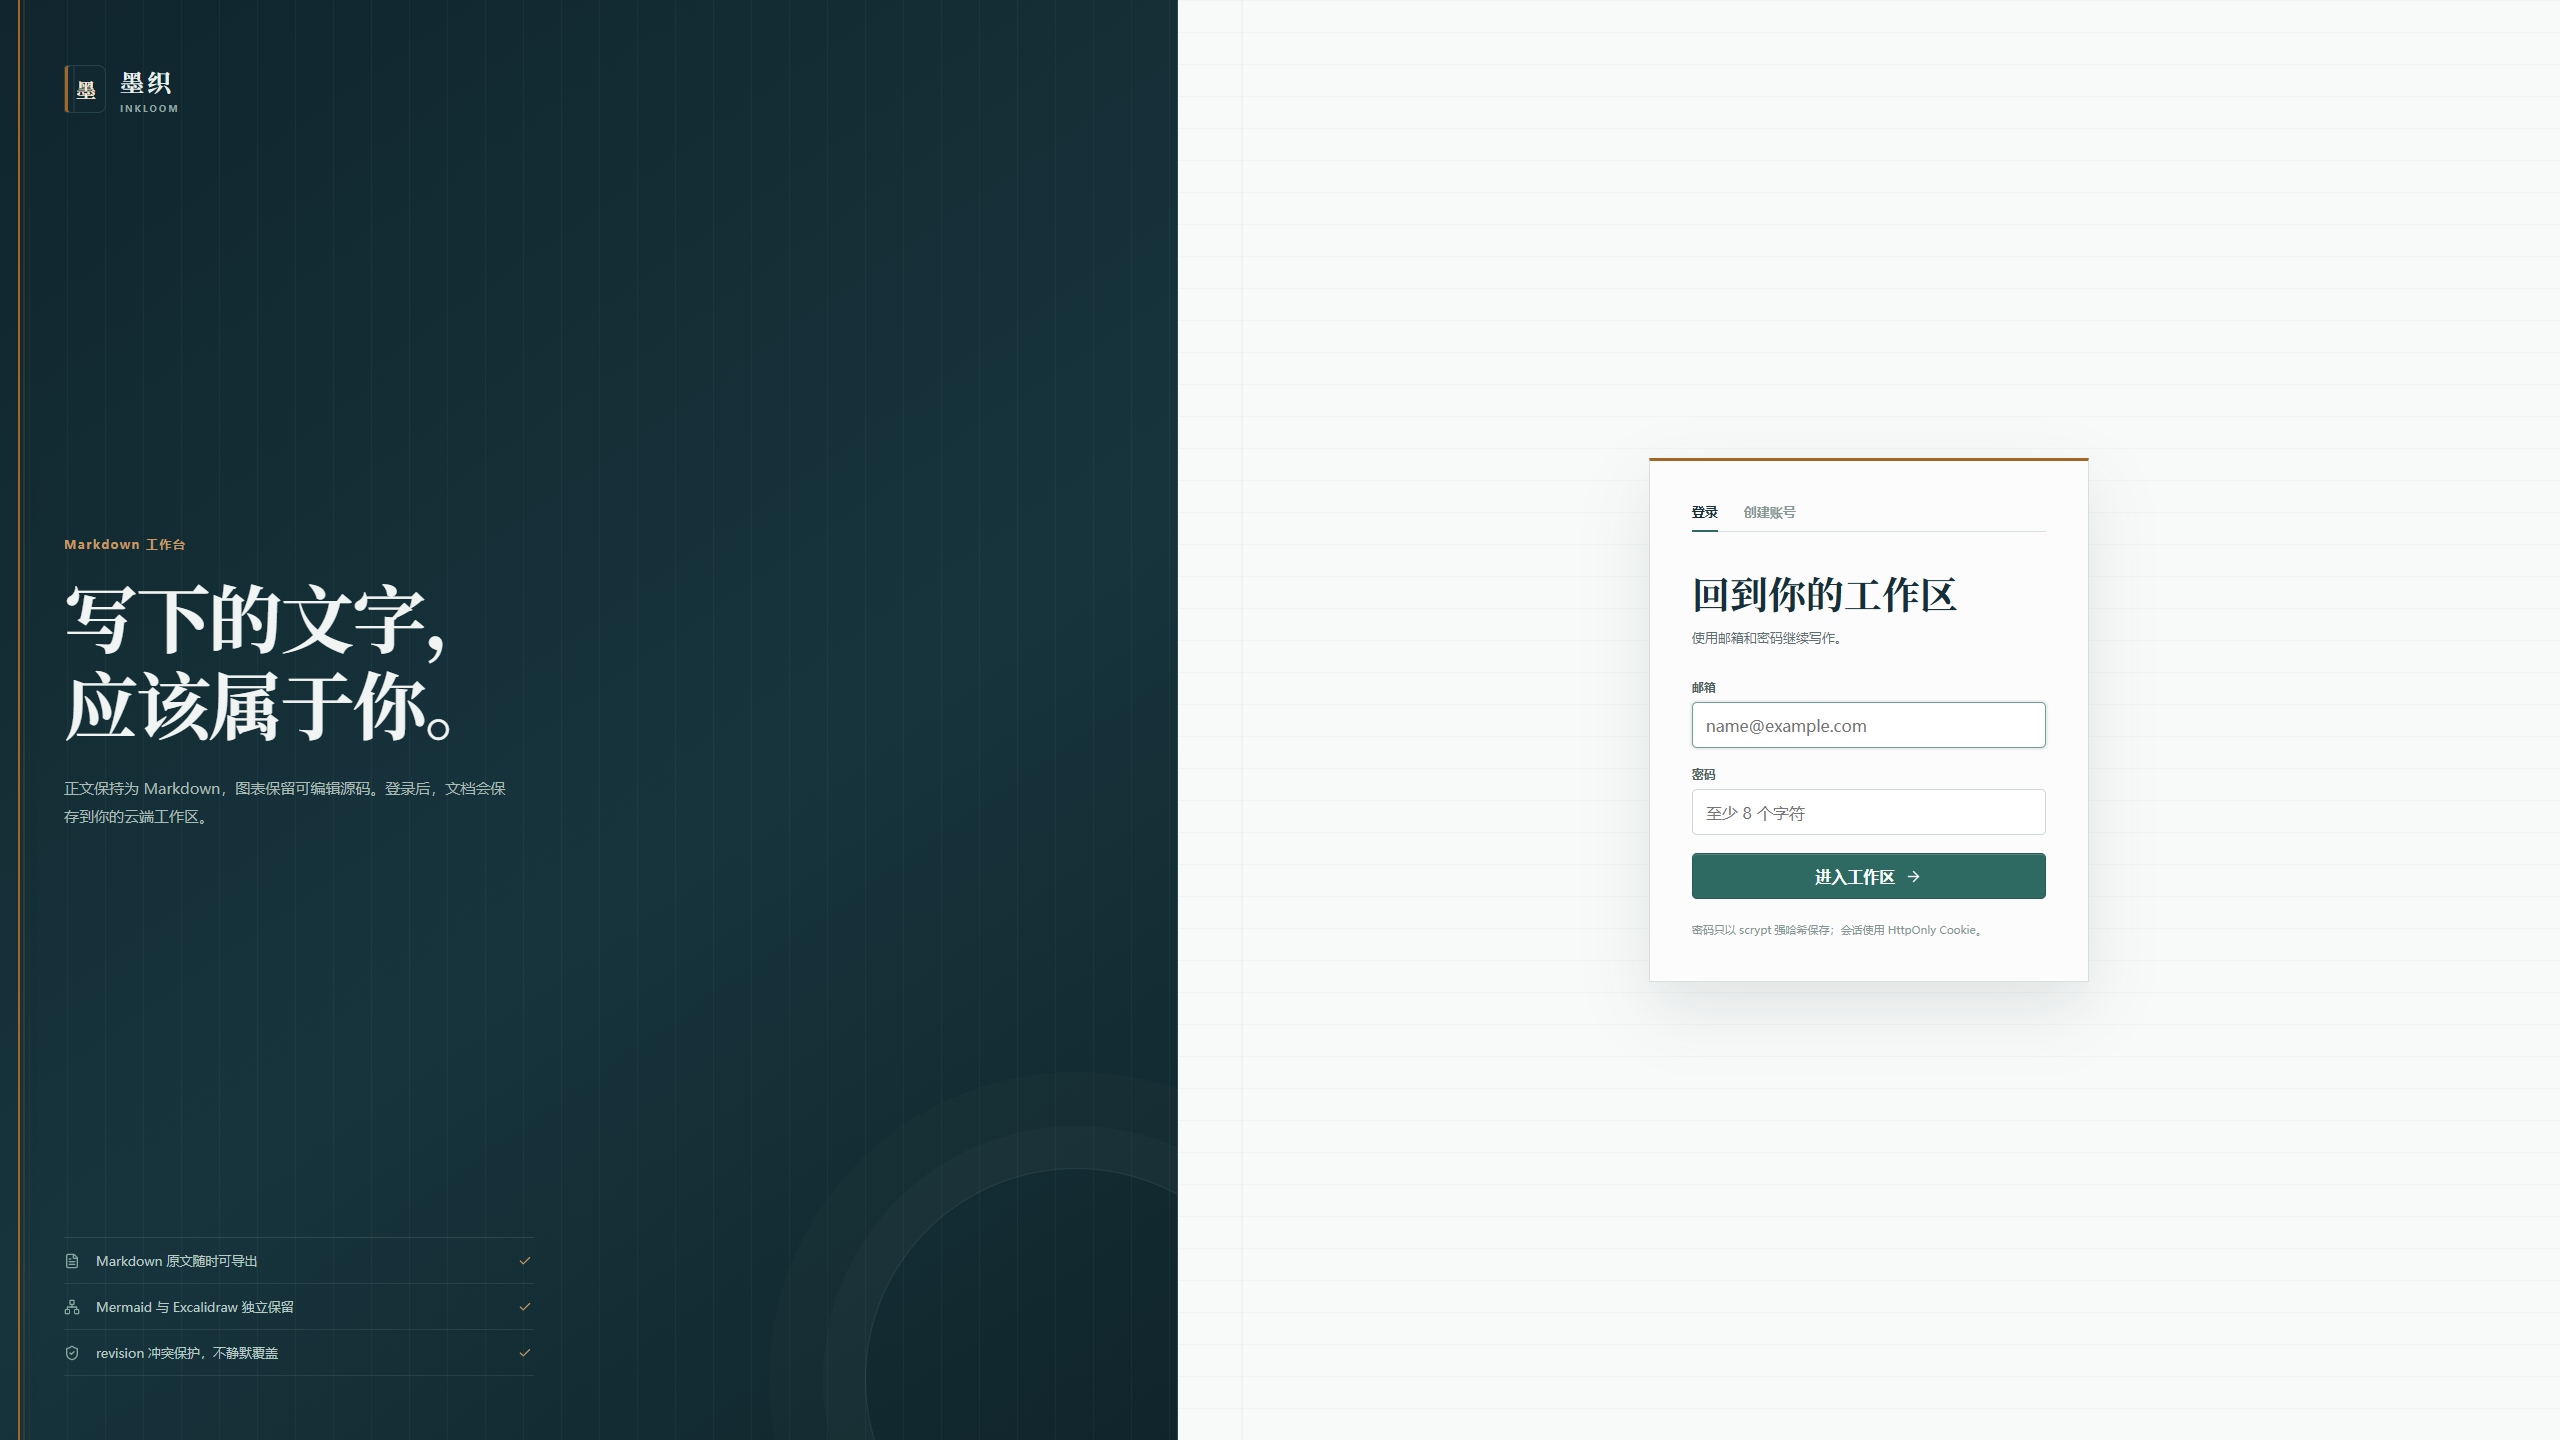 墨
墨织
INKLOOM
Markdown 工作台
写下的文字，
应该属于你。
正文保持为 Markdown，图表保留可编辑源码。登录后，文档会保
存到你的云端工作区。
Markdown 原文随时可导出
Mermaid 与 Excalidraw 独立保留
revision 冲突保护，不静默覆盖
登录 创建账号
回到你的工作区
使用邮箱和密码继续写作。
邮箱
name@example.com
密码
至少 8 个字符
进入工作区
密码只以 scrypt 强哈希保存；会话使用 HttpOnly Cookie。